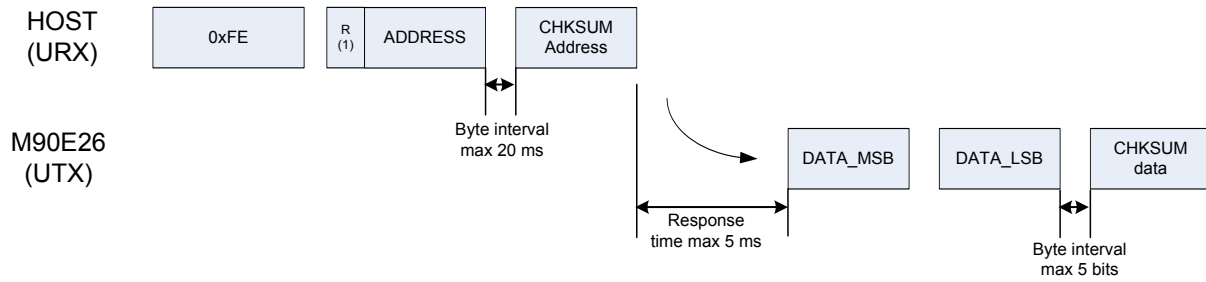 HOST
(URX)
0xFE
R
(1)
ADDRESS
CHKSUM
Address
Byte interval
max 20 ms
M90E26
(UTX)
DATA_MSB
DATA_LSB
CHKSUM
data
Response
time max 5 ms
Byte interval
max 5 bits